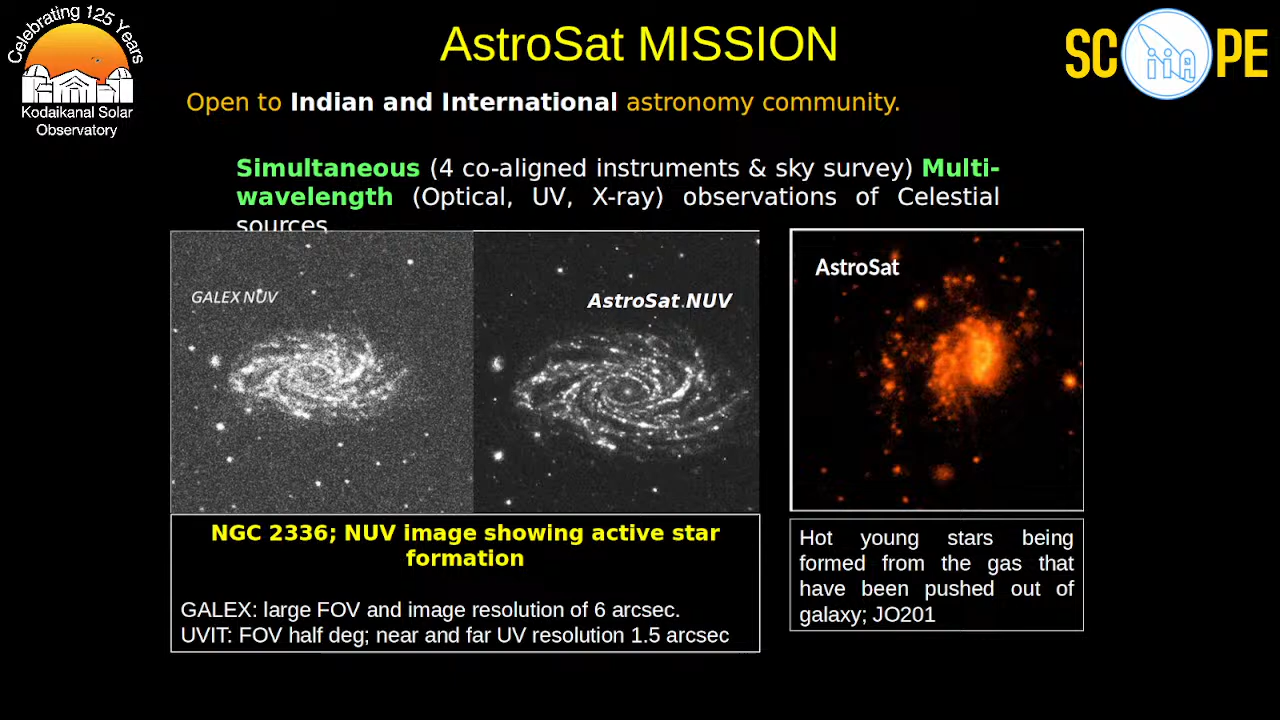 Celebrating 125 Years
Kodaikanal Solar
Observatory
AstroSat MISSION
SC iiA PE
Open to Indian and International astronomy community.
Simultaneous (4 co-aligned instruments & sky survey) Multi-
wavelength (Optical, UV, X-ray) observations of Celestial
sources
GALEX NUV
AstroSat NUV
AstroSat
NGC 2336; NUV image showing active star
formation
GALEX: large FOV and image resolution of 6 arcsec.
UVIT: FOV half deg; near and far UV resolution 1.5 arcsec
Hot young stars being
formed from the gas that
have been pushed out of
galaxy; JO201